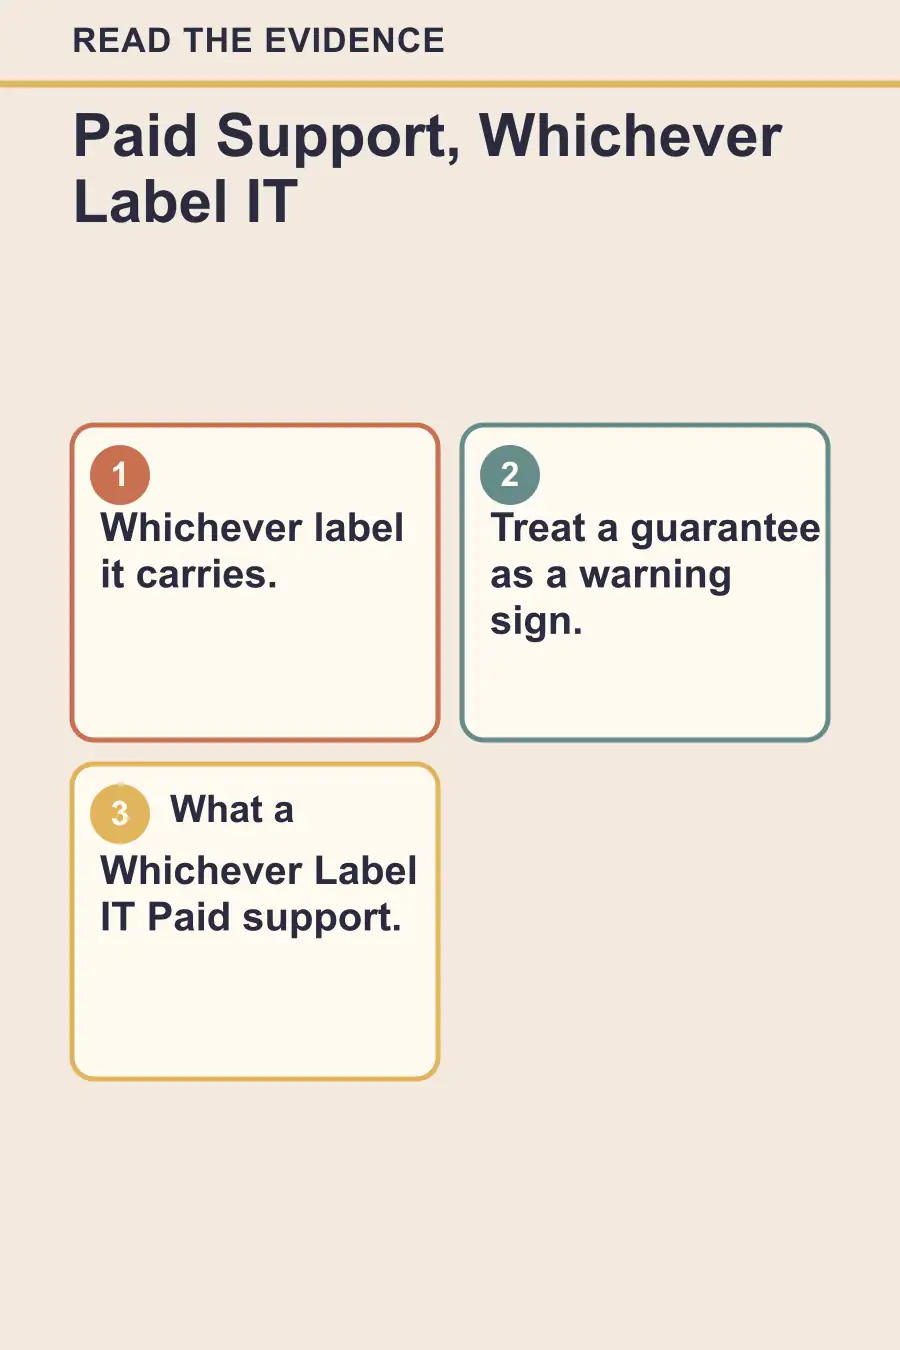 READ THE EVIDENCE
Paid Support, Whichever
Label IT
1
Whichever label
it carries.
2
Treat a guarantee
as a warning
sign.
3
What a
Whichever Label
IT Paid support.